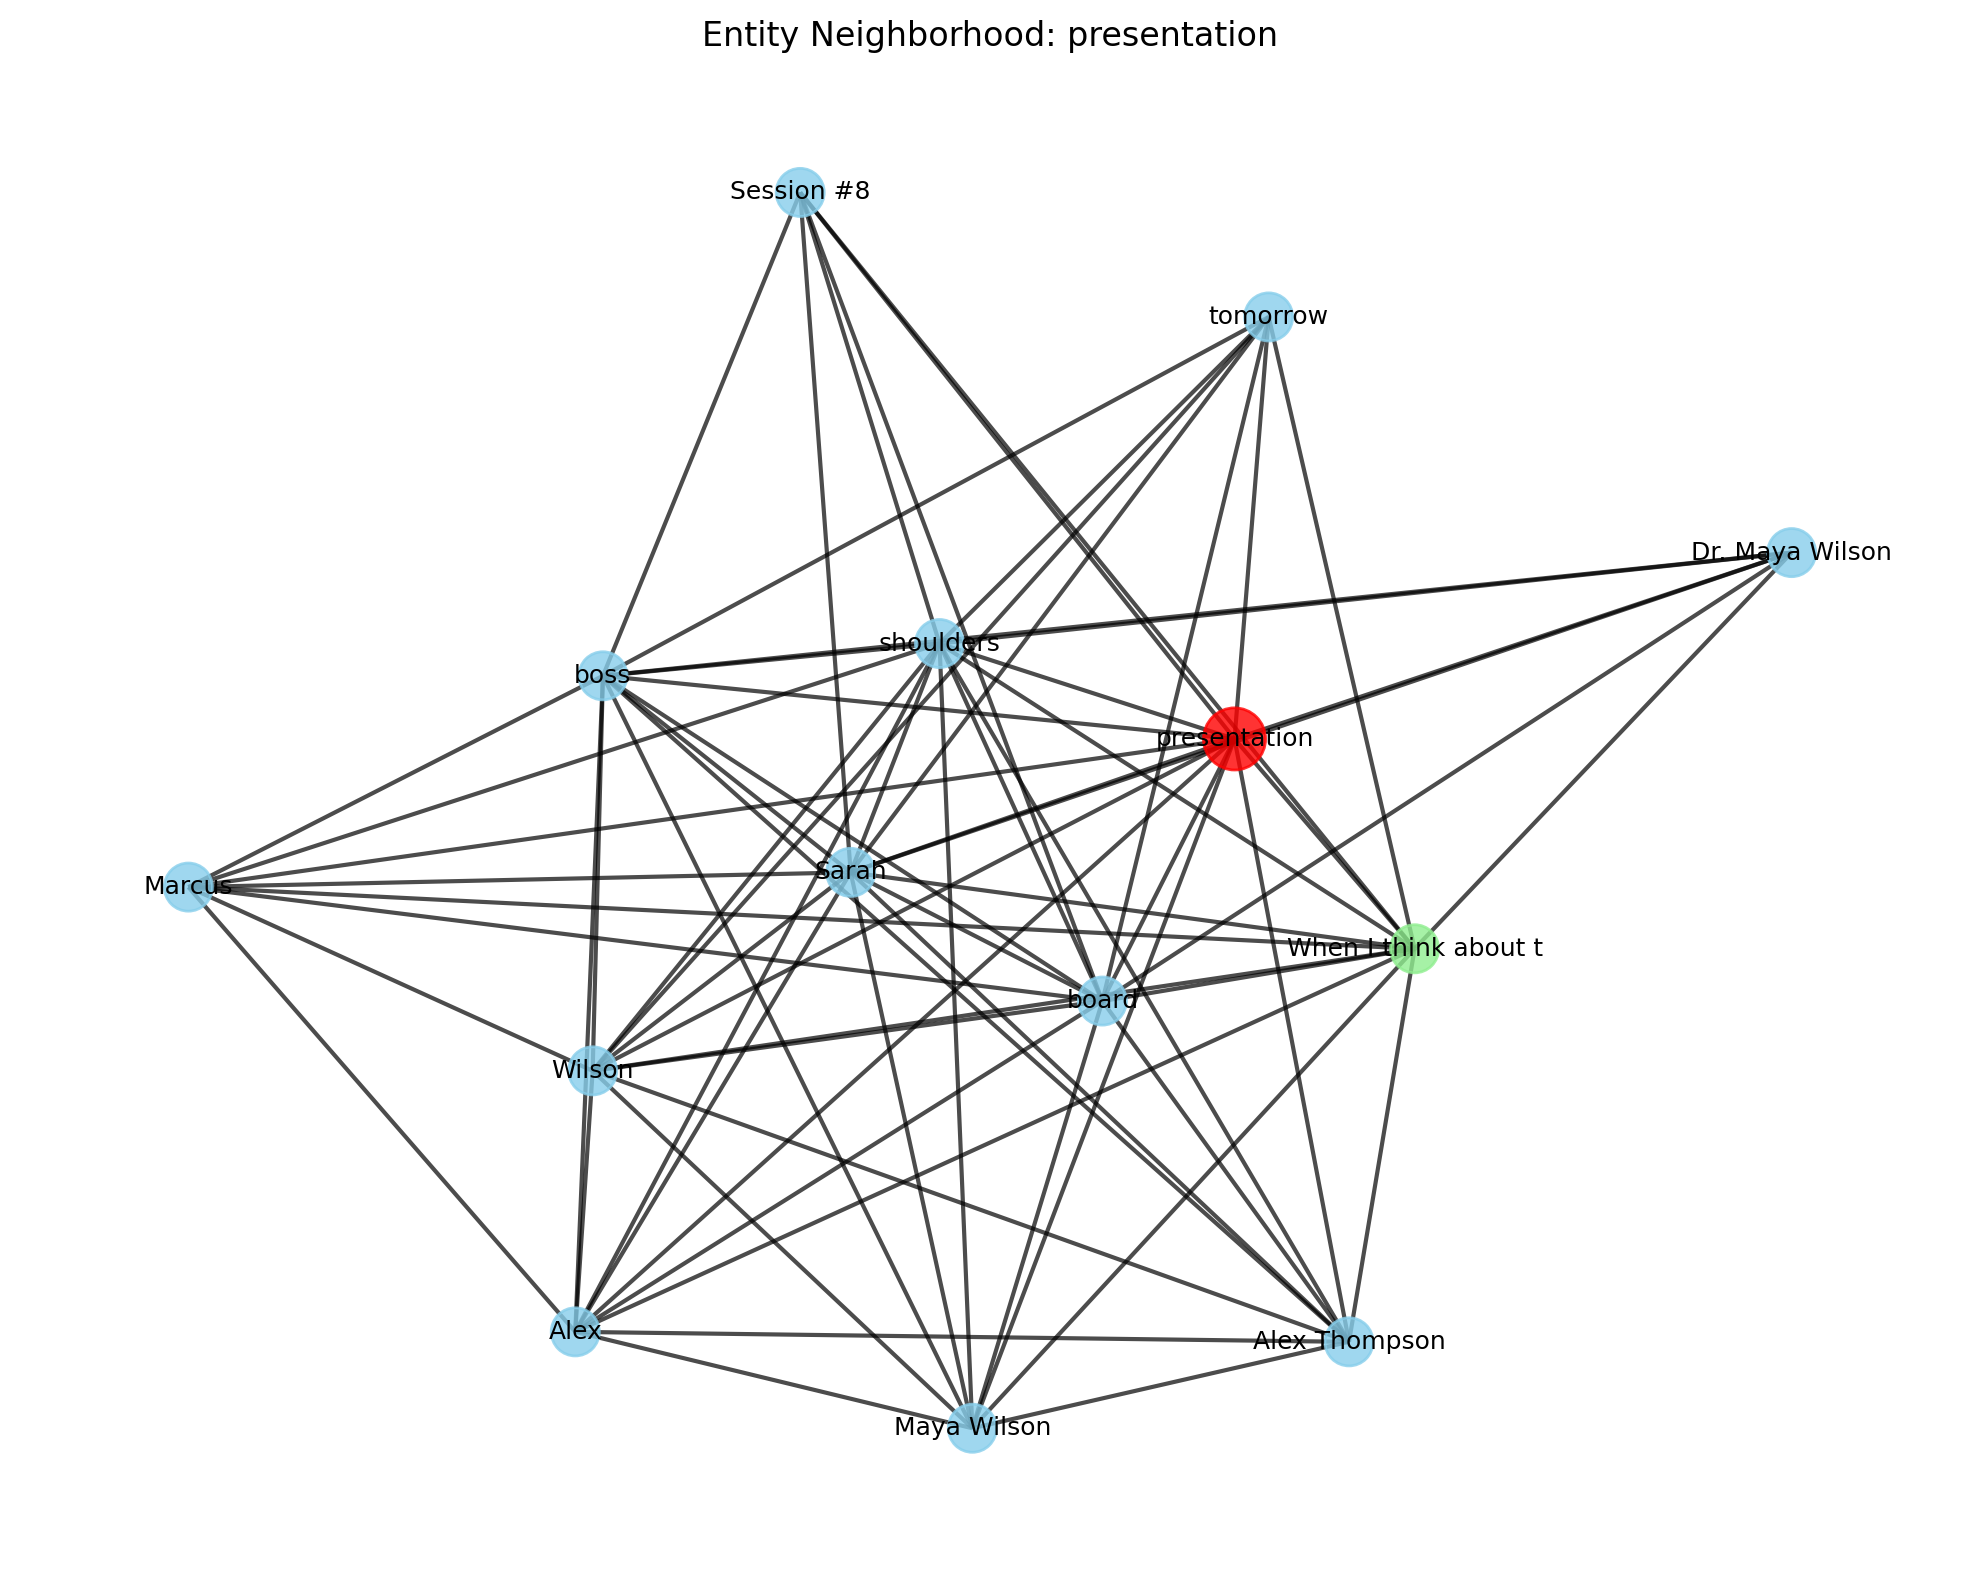 Entity Neighborhood: presentation
Session #8
tomorrow
Dr. Maya Wilson
shoulders
boss
presentation
Sarah
Marcus
When I think about t
board
Wilson
Alex
Alex Thompson
Maya Wilson